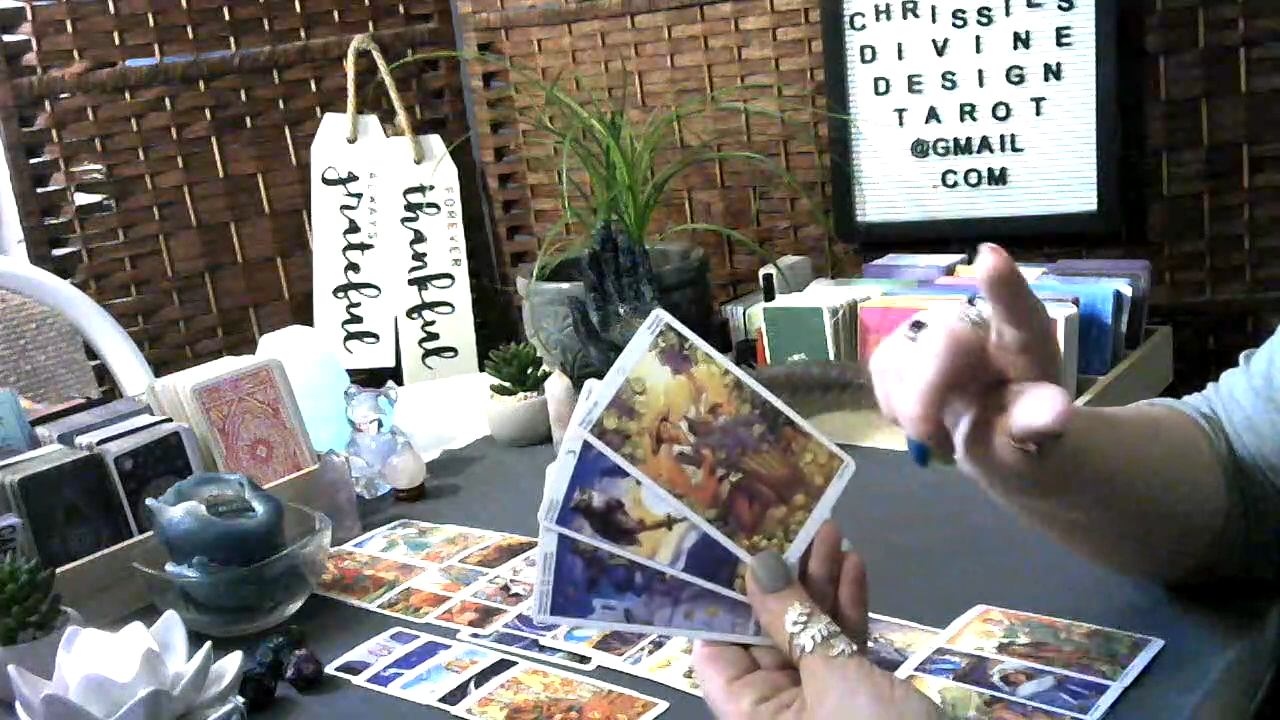 CHRISSIES
DIVINE
DESIGN
TAROT
@GMAIL
.COM
ALWAYS
grateful
FOREVER
thankful